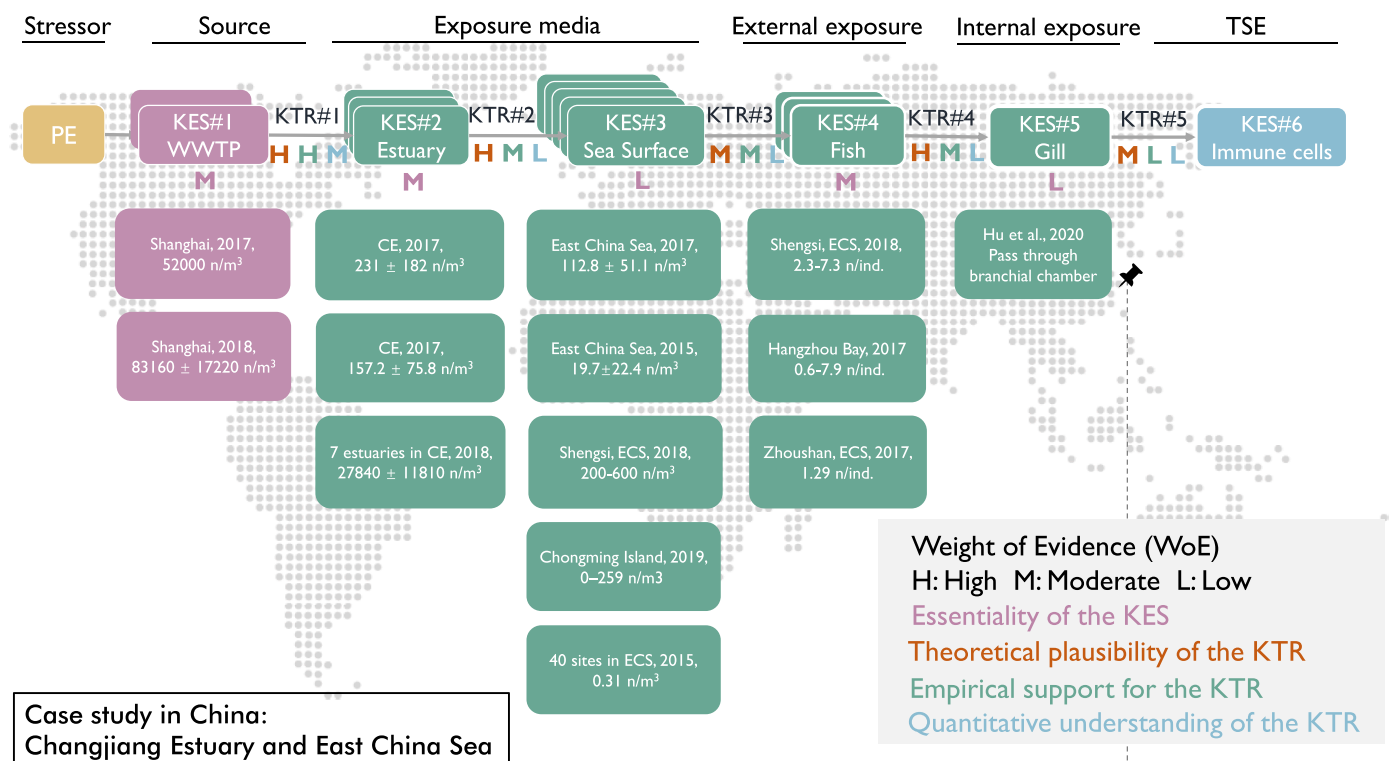 Stressor
Source
Exposure media
External exposure
Internal exposure
TSE
PE
KES#1
WWTP
KTR#1
H H M
KES#2
Estuary
KTR#2
H M L
KES#3
Sea Surface
KTR#3
M M L
KES#4
Fish
KTR#4
H M L
KES#5
Gill
KTR#5
M L L
KES#6
Immune cells
M
M
L
M
L
Shanghai, 2017,
52000 n/m³
Shanghai, 2018,
83160 ± 17220 n/m³
CE, 2017,
231 ± 182 n/m³
CE, 2017,
157.2 ± 75.8 n/m³
7 estuaries in CE, 2018,
27840 ± 11810 n/m³
East China Sea, 2017,
112.8 ± 51.1 n/m³
East China Sea, 2015,
19.7±22.4 n/m³
Shengsi, ECS, 2018,
200-600 n/m³
Chongming Island, 2019,
0–259 n/m3
40 sites in ECS, 2015,
0.31 n/m³
Shengsi, ECS, 2018,
2.3-7.3 n/ind.
Hangzhou Bay, 2017
0.6-7.9 n/ind.
Zhoushan, ECS, 2017,
1.29 n/ind.
Hu et al., 2020
Pass through
branchial chamber
Weight of Evidence (WoE)
H: High M: Moderate L: Low
Essentiality of the KES
Theoretical plausibility of the KTR
Empirical support for the KTR
Quantitative understanding of the KTR
Case study in China:
Changjiang Estuary and East China Sea